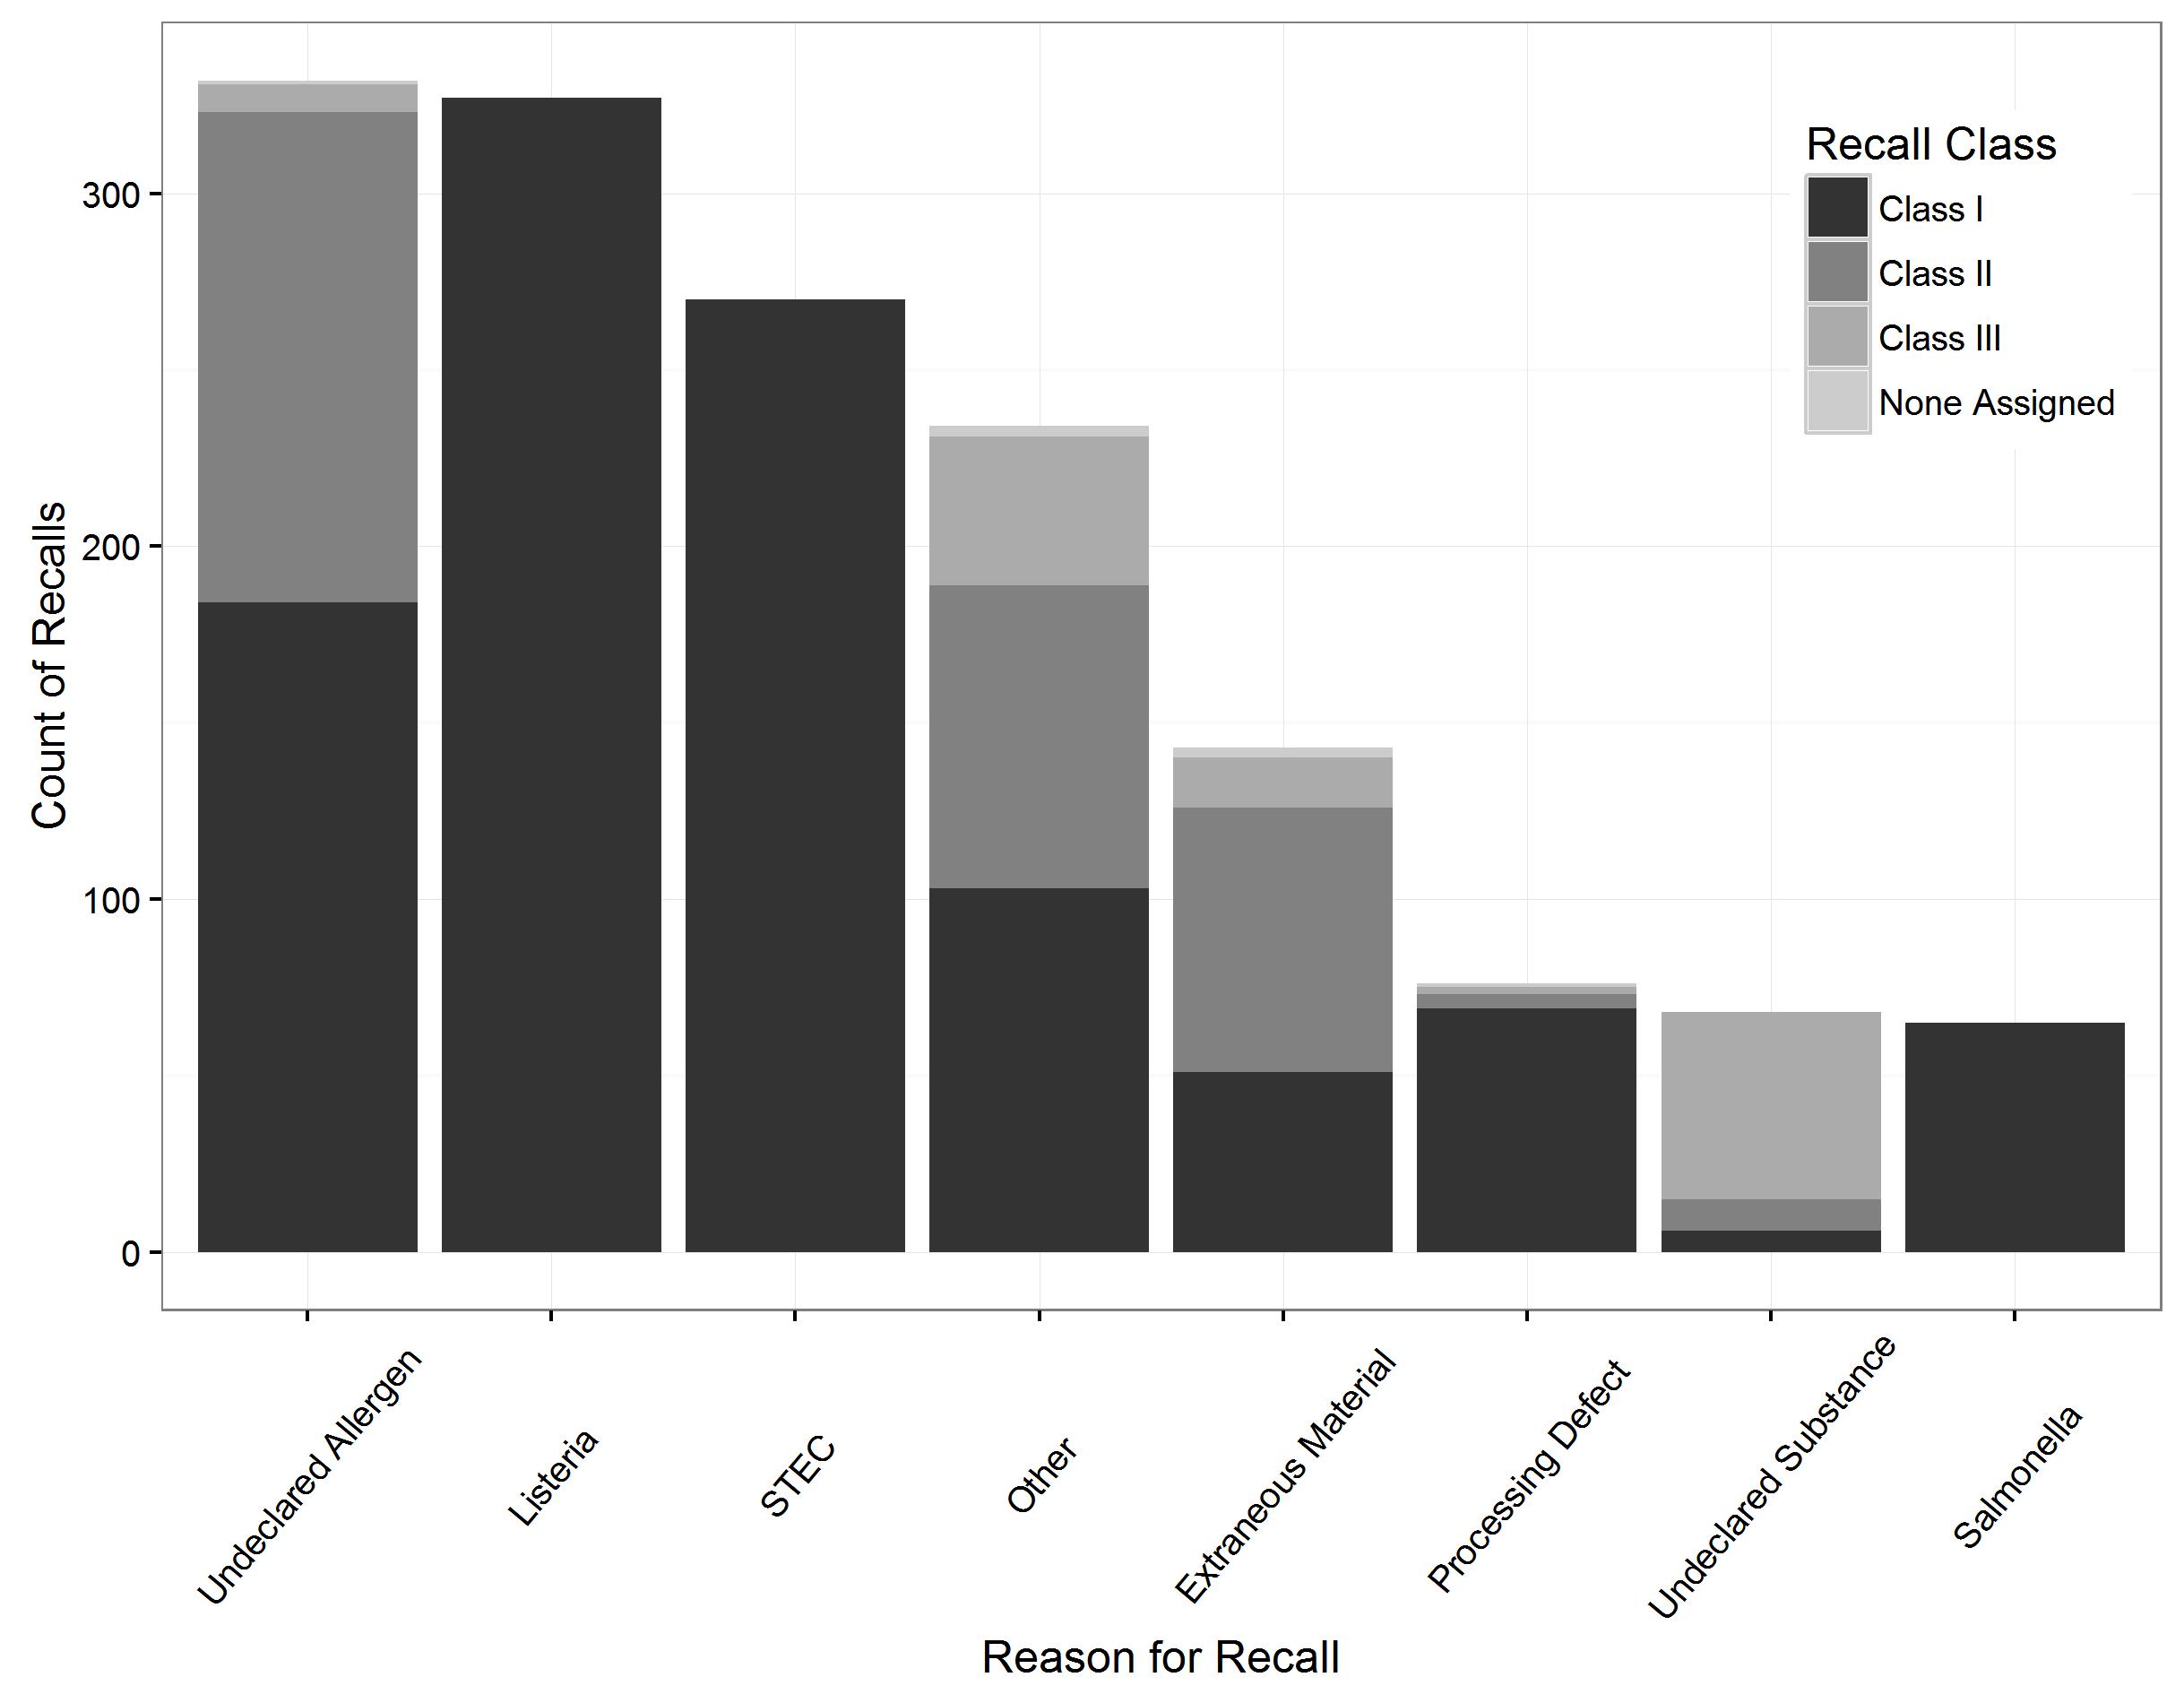 Recall Class
Class I
Class II
Class III
None Assigned
Count of Recalls
300
200
100
0
Undeclared Allergen
Listeria
STEC
Other
Extraneous Material
Processing Defect
Undeclared Substance
Salmonella
Reason for Recall